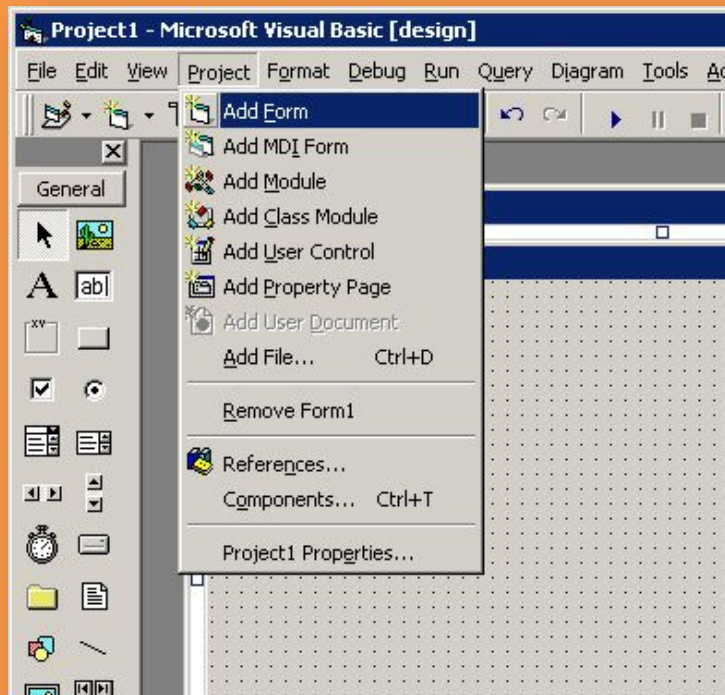 Project1 - Microsoft Visual Basic [design]
File Edit View Project Format Debug Run Query Diagram Tools
Add Form
Add MDI Form
General
Add Module
Add Class Module
Add User Control
A ab| Add Property Page
Add User Document
xy
Add File... Ctrl+D
Remove Form1
References...
Components... Ctrl+T
Project1 Properties...